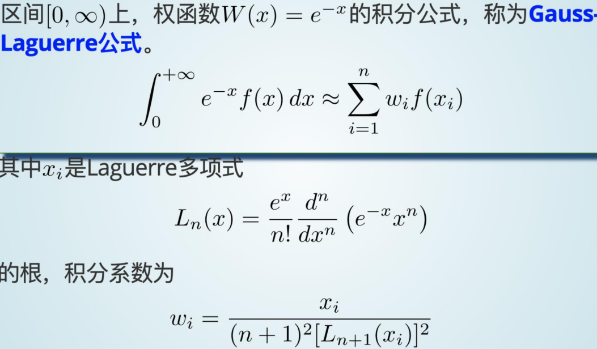 区间[0, ∞)上，权函数W(x) = e^{-x}的积分公式，称为Gauss-
Laguerre公式。
∫_0^{+∞} e^{-x} f(x) dx ≈ ∑_{i=1}^{n} w_i f(x_i)
其中x_i是Laguerre多项式
L_n(x) = \frac{e^x}{n!} \frac{d^n}{dx^n} (e^{-x} x^n)
的根，积分系数为
w_i = \frac{x_i}{(n + 1)^2 [L_{n+1}(x_i)]^2}